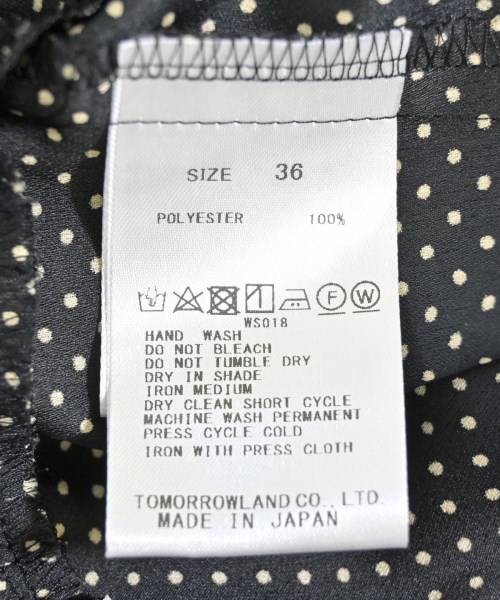 SIZE 36
POLYESTER 100%
F W
WS018
HAND WASH
DO NOT BLEACH
DO NOT TUMBLE DRY
DRY IN SHADE
IRON MEDIUM
DRY CLEAN SHORT CYCLE
MACHINE WASH PERMANENT
PRESS CYCLE COLD
IRON WITH PRESS CLOTH
TOMORROWLAND CO., LTD.
MADE IN JAPAN